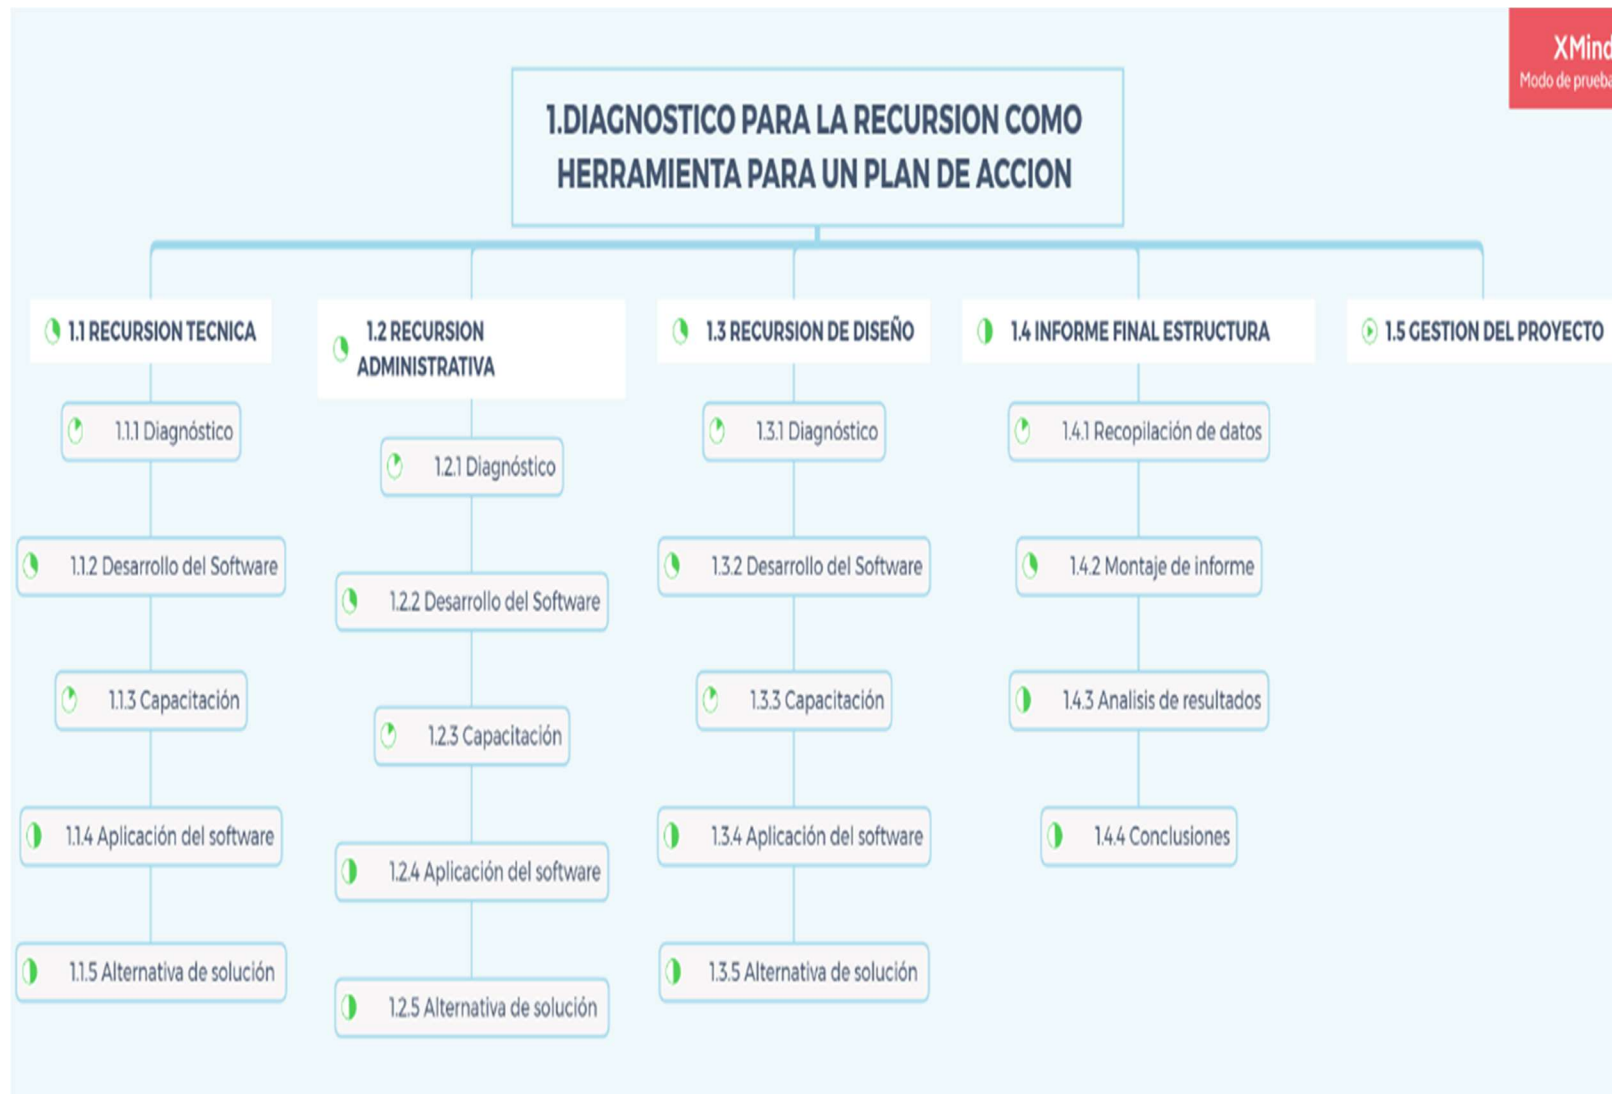 XMind
Modo de prueba
1.DIAGNOSTICO PARA LA RECURSION COMO
HERRAMIENTA PARA UN PLAN DE ACCION
1.1 RECURSION TECNICA
1.1.1 Diagnóstico
1.1.2 Desarrollo del Software
1.1.3 Capacitación
1.1.4 Aplicación del software
1.1.5 Alternativa de solución
1.2 RECURSION
ADMINISTRATIVA
1.2.1 Diagnóstico
1.2.2 Desarrollo del Software
1.2.3 Capacitación
1.2.4 Aplicación del software
1.2.5 Alternativa de solución
1.3 RECURSION DE DISEÑO
1.3.1 Diagnóstico
1.3.2 Desarrollo del Software
1.3.3 Capacitación
1.3.4 Aplicación del software
1.3.5 Alternativa de solución
1.4 INFORME FINAL ESTRUCTURA
1.4.1 Recopilación de datos
1.4.2 Montaje de informe
1.4.3 Analisis de resultados
1.4.4 Conclusiones
1.5 GESTION DEL PROYECTO